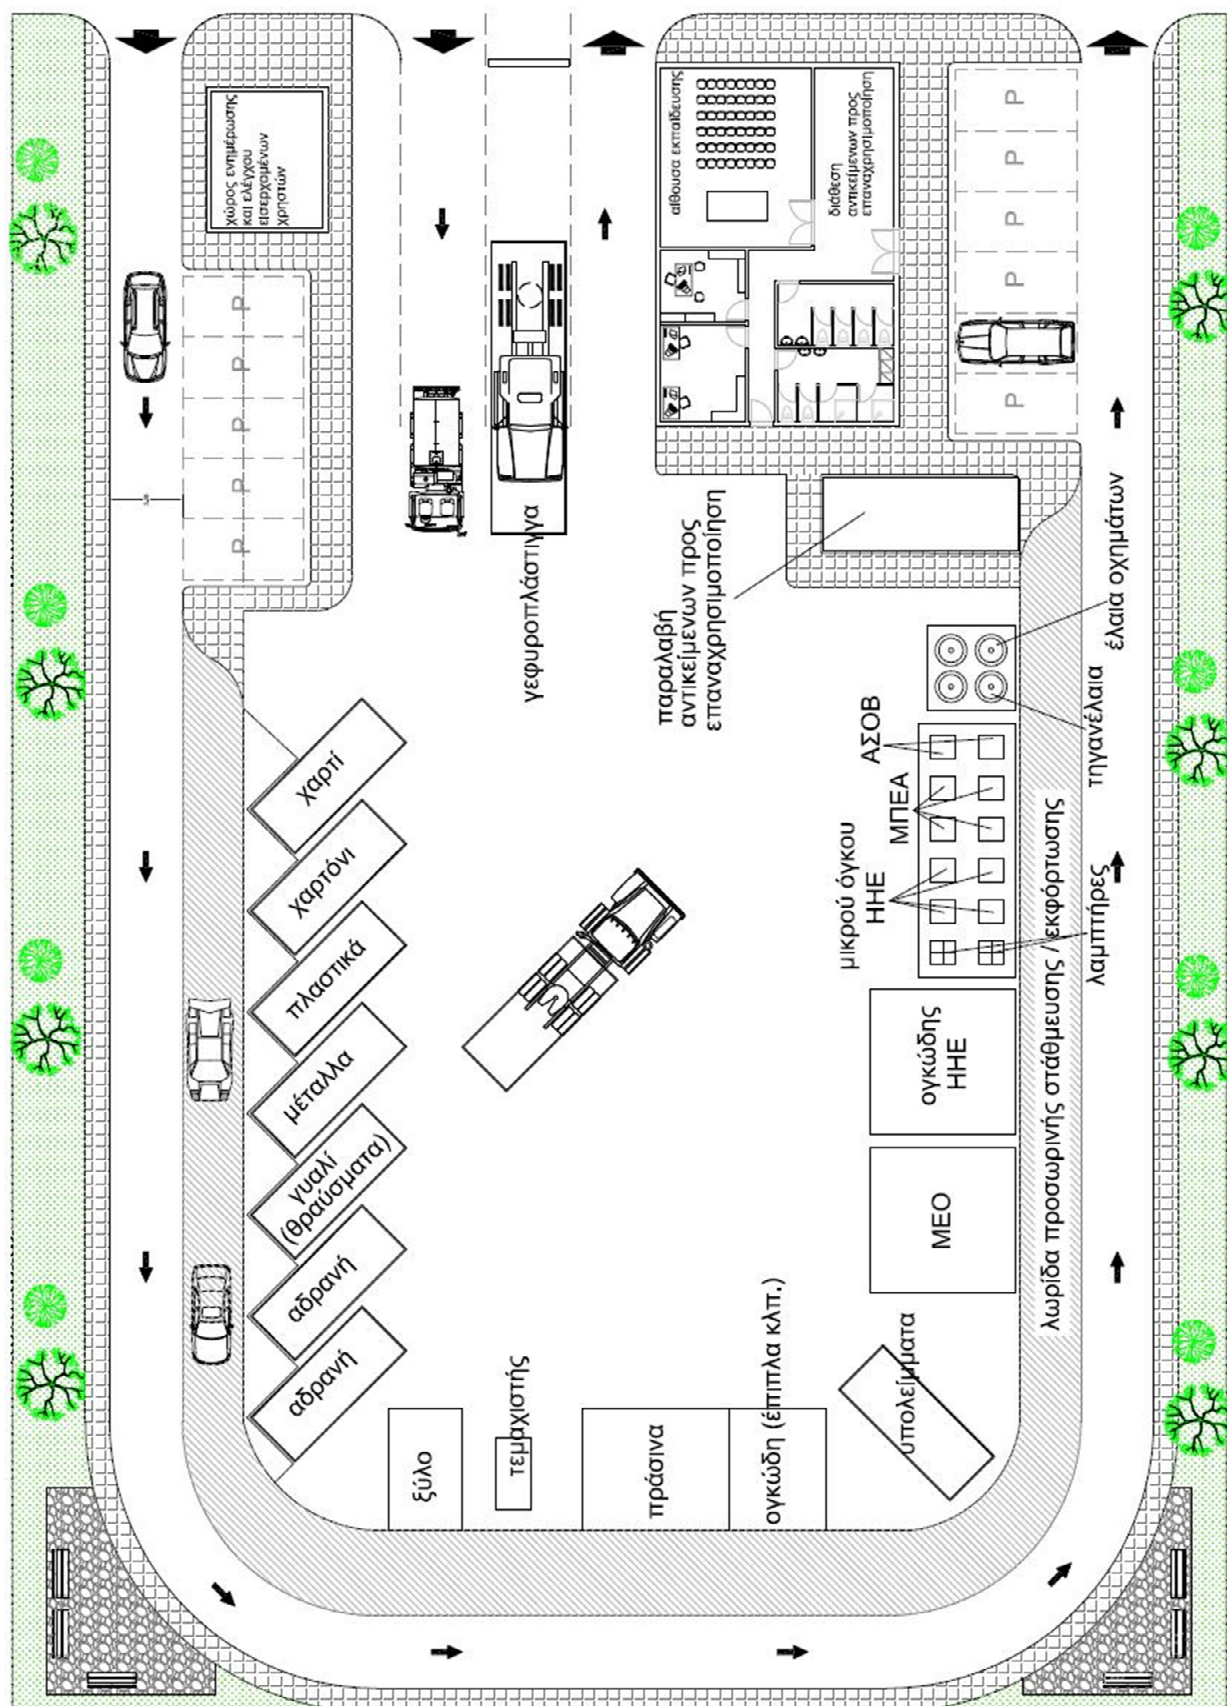 Χώρος ενημέρωσης
και ελέγχου
εισερχομένων
χρηστών
αίθουσα εκπαίδευσης
διάθεση
αντικείμενων προς
επαναχρησιμοποίηση
P
P
P
P
P
P
P
P
P
P
P
γεφυροπλάστιγγα
παραλαβή
αντικείμενων προς
επαναχρησιμοποίηση
έλαια οχημάτων
τηγανέλαια
ΑΣΟΒ
ΜΠΕΑ
μικρού όγκου
ΗΗΕ
λαμπτήρες
χαρτί
χαρτόνι
πλαστικά
μέταλλα
γυαλί
(θραύσματα)
αδρανή
αδρανή
ογκώδης
ΗΗΕ
ΜΕΟ
λωρίδα προσωρινής στάθμευσης / εκφόρτωσης
ξύλο
τεμαχιστής
πράσινα
ογκώδη (έπιπλα κλπ.)
υπολείμματα